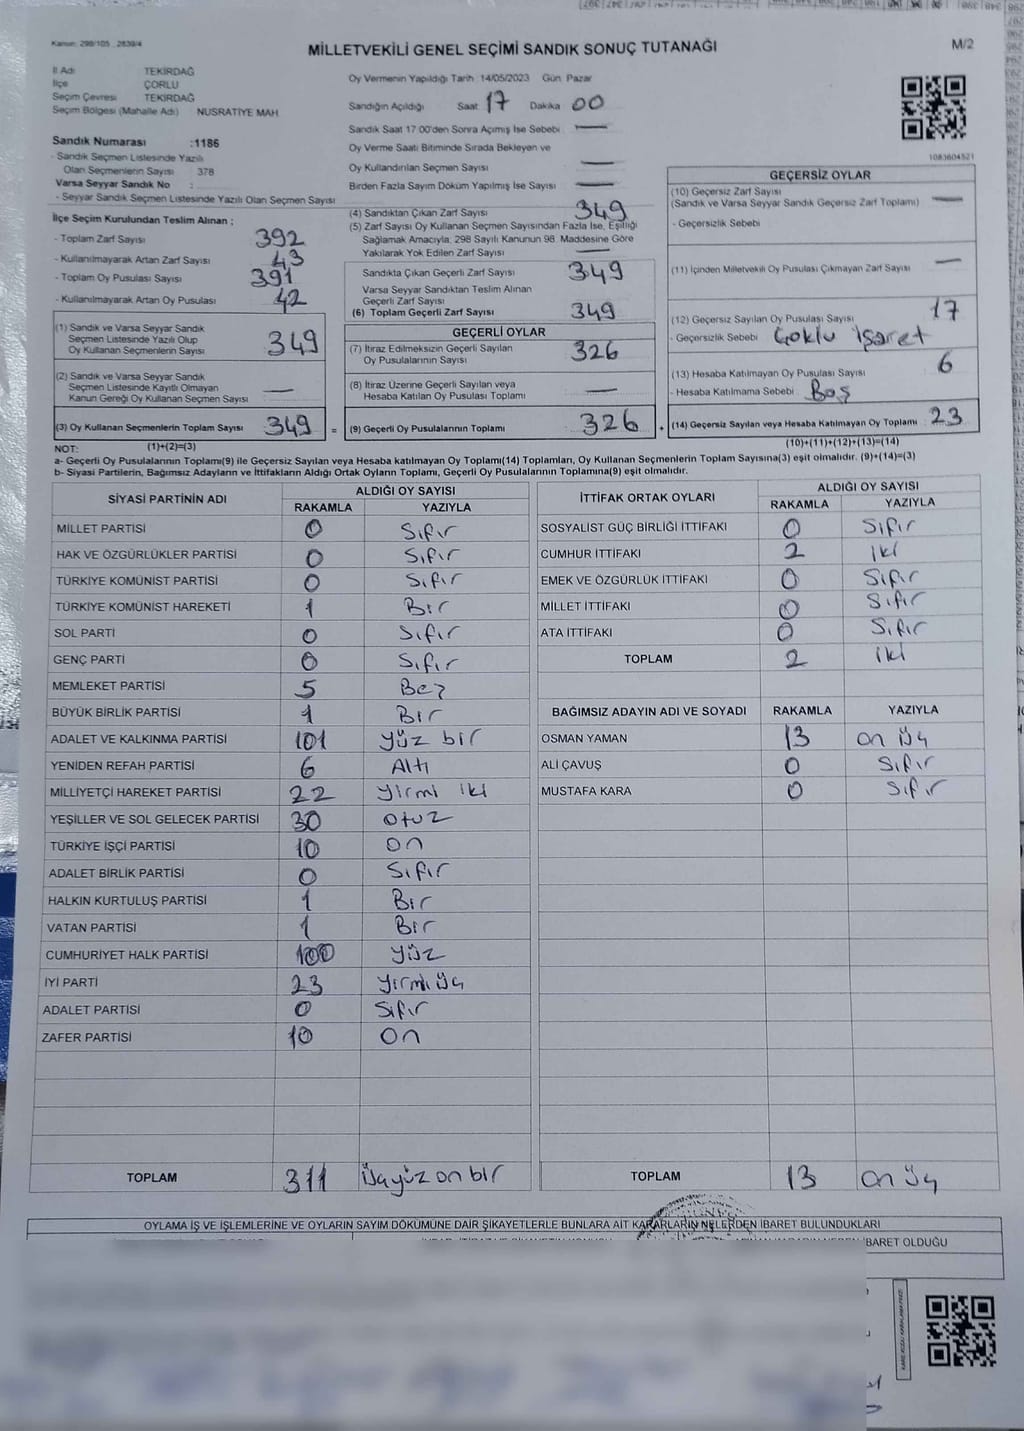 Kanun: 298/105 , 2839/4
MİLLETVEKİLİ GENEL SEÇİMİ SANDIK SONUÇ TUTANAĞI
M/2
İl Adı TEKİRDAĞ
İlçe ÇORLU
Seçim Çevresi TEKİRDAĞ
Seçim Bölgesi (Mahalle Adı) NUSRATİYE MAH
Sandık Numarası :1186
- Sandık Seçmen Listesinde Yazılı
Olan Seçmenlerin Sayısı 378
Varsa Seyyar Sandık No :
- Seyyar Sandık Seçmen Listesinde Yazılı Olan Seçmen Sayısı
İlçe Seçim Kurulundan Teslim Alınan ;
- Toplam Zarf Sayısı 392
- Kullanılmayarak Artan Zarf Sayısı 43
- Toplam Oy Pusulası Sayısı 391
- Kullanılmayarak Artan Oy Pusulası 42
(1) Sandık ve Varsa Seyyar Sandık
Seçmen Listesinde Yazılı Olup
Oy Kullanan Seçmenlerin Sayısı 349
(2) Sandık ve Varsa Seyyar Sandık
Seçmen Listesinde Kayıtlı Olmayan
Kanun Gereği Oy Kullanan Seçmen Sayısı —
(3) Oy Kullanan Seçmenlerin Toplam Sayısı 349 =
(1)+(2)=(3)
Oy Vermenin Yapıldığı Tarih 14/05/2023 Gün Pazar
Sandığın Açıldığı Saat 17 Dakika 00
Sandık Saat 17:00'den Sonra Açımış İse Sebebi —
Oy Verme Saati Bitiminde Sırada Bekleyen ve
Oy Kullandırılan Seçmen Sayısı —
Birden Fazla Sayım Döküm Yapılmış İse Sayısı —
(4) Sandıktan Çıkan Zarf Sayısı 349
(5) Zarf Sayısı Oy Kullanan Seçmen Sayısından Fazla İse, Eşitliği
Sağlamak Amacıyla, 298 Sayılı Kanunun 98. Maddesine Göre
Yakılarak Yok Edilen Zarf Sayısı —
Sandıkta Çıkan Geçerli Zarf Sayısı 349
Varsa Seyyar Sandıktan Teslim Alınan
Geçerli Zarf Sayısı
(6) Toplam Geçerli Zarf Sayısı 349
GEÇERLİ OYLAR
(7) İtiraz Edilmeksizin Geçerli Sayılan
Oy Pusulalarının Sayısı 326
(8) İtiraz Üzerine Geçerli Sayılan veya
Hesaba Katılan Oy Pusulası Toplamı —
(9) Geçerli Oy Pusulalarının Toplamı 326 +
1083604521
GEÇERSİZ OYLAR
(10) Geçersiz Zarf Sayısı
(Sandık ve Varsa Seyyar Sandık Geçersiz Zarf Toplamı) —
- Geçersizlik Sebebi
(11) İçinden Milletvekili Oy Pusulası Çıkmayan Zarf Sayısı —
(12) Geçersiz Sayılan Oy Pusulası Sayısı 17
- Geçersizlik Sebebi Çoklu işaret
(13) Hesaba Katılmayan Oy Pusulası Sayısı 6
- Hesaba Katılmama Sebebi Boş
(14) Geçersiz Sayılan veya Hesaba Katılmayan Oy Toplamı 23
(10)+(11)+(12)+(13)=(14)
NOT:
a- Geçerli Oy Pusulalarının Toplamı(9) ile Geçersiz Sayılan veya Hesaba katılmayan Oy Toplamı(14) Toplamları, Oy Kullanan Seçmenlerin Toplam Sayısına(3) eşit olmalıdır. (9)+(14)=(3)
b- Siyasi Partilerin, Bağımsız Adayların ve İttifakların Aldığı Ortak Oyların Toplamı, Geçerli Oy Pusulalarının Toplamına(9) eşit olmalıdır.
SİYASİ PARTİNİN ADI ALDIĞI OY SAYISI
RAKAMLA YAZIYLA
MİLLET PARTİSİ 0 Sıfır
HAK VE ÖZGÜRLÜKLER PARTİSİ 0 Sıfır
TÜRKİYE KOMÜNİST PARTİSİ 0 Sıfır
TÜRKİYE KOMÜNİST HAREKETİ 1 Bir
SOL PARTİ 0 Sıfır
GENÇ PARTİ 0 Sıfır
MEMLEKET PARTİSİ 5 Beş
BÜYÜK BİRLİK PARTİSİ 1 Bir
ADALET VE KALKINMA PARTİSİ 101 yüz bir
YENİDEN REFAH PARTİSİ 6 Altı
MİLLİYETÇİ HAREKET PARTİSİ 22 yirmi iki
YEŞİLLER VE SOL GELECEK PARTİSİ 30 otuz
TÜRKİYE İŞÇİ PARTİSİ 10 on
ADALET BİRLİK PARTİSİ 0 Sıfır
HALKIN KURTULUŞ PARTİSİ 1 Bir
VATAN PARTİSİ 1 Bir
CUMHURİYET HALK PARTİSİ 100 yüz
İYİ PARTİ 23 yirmi üç
ADALET PARTİSİ 0 Sıfır
ZAFER PARTİSİ 10 On
TOPLAM 311 üçyüz on bir
İTTİFAK ORTAK OYLARI ALDIĞI OY SAYISI
RAKAMLA YAZIYLA
SOSYALİST GÜÇ BİRLİĞİ İTTİFAKI 0 Sıfır
CUMHUR İTTİFAKI 2 iki
EMEK VE ÖZGÜRLÜK İTTİFAKI 0 Sıfır
MİLLET İTTİFAKI 0 Sıfır
ATA İTTİFAKI 0 Sıfır
TOPLAM 2 iki
BAĞIMSIZ ADAYIN ADI VE SOYADI RAKAMLA YAZIYLA
OSMAN YAMAN 13 on üç
ALİ ÇAVUŞ 0 Sıfır
MUSTAFA KARA 0 Sıfır
TOPLAM 13 on üç
OYLAMA İŞ VE İŞLEMLERİNE VE OYLARIN SAYIM DÖKÜMÜNE DAİR ŞİKAYETLERLE BUNLARA AİT KARARLARIN NELERDEN İBARET BULUNDUKLARI
İBARET OLDUĞU